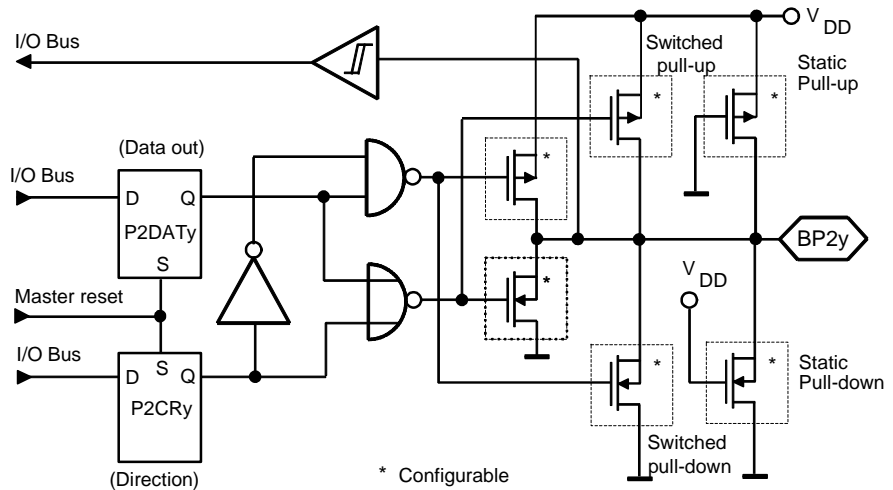 V DD
I/O Bus
Switched
pull-up
Static
Pull-up
*
*
(Data out)
I/O Bus
D
Q
P2DATy
S
*
BP2y
V DD
Master reset
*
I/O Bus
D
S
Q
P2CRy
*
*
Static
Pull-down
Switched
pull-down
(Direction)
* Configurable